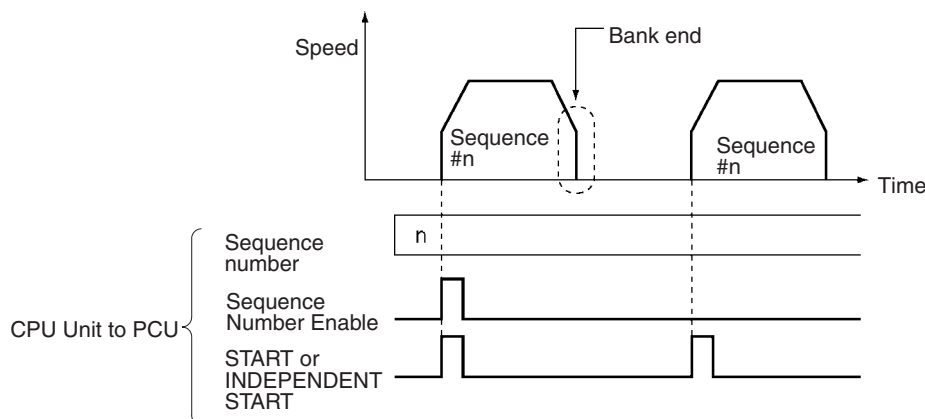 Speed
Bank end
Sequence
#n
Sequence
#n
Time
Sequence
number
n
Sequence
Number Enable
CPU Unit to PCU
START or
INDEPENDENT
START